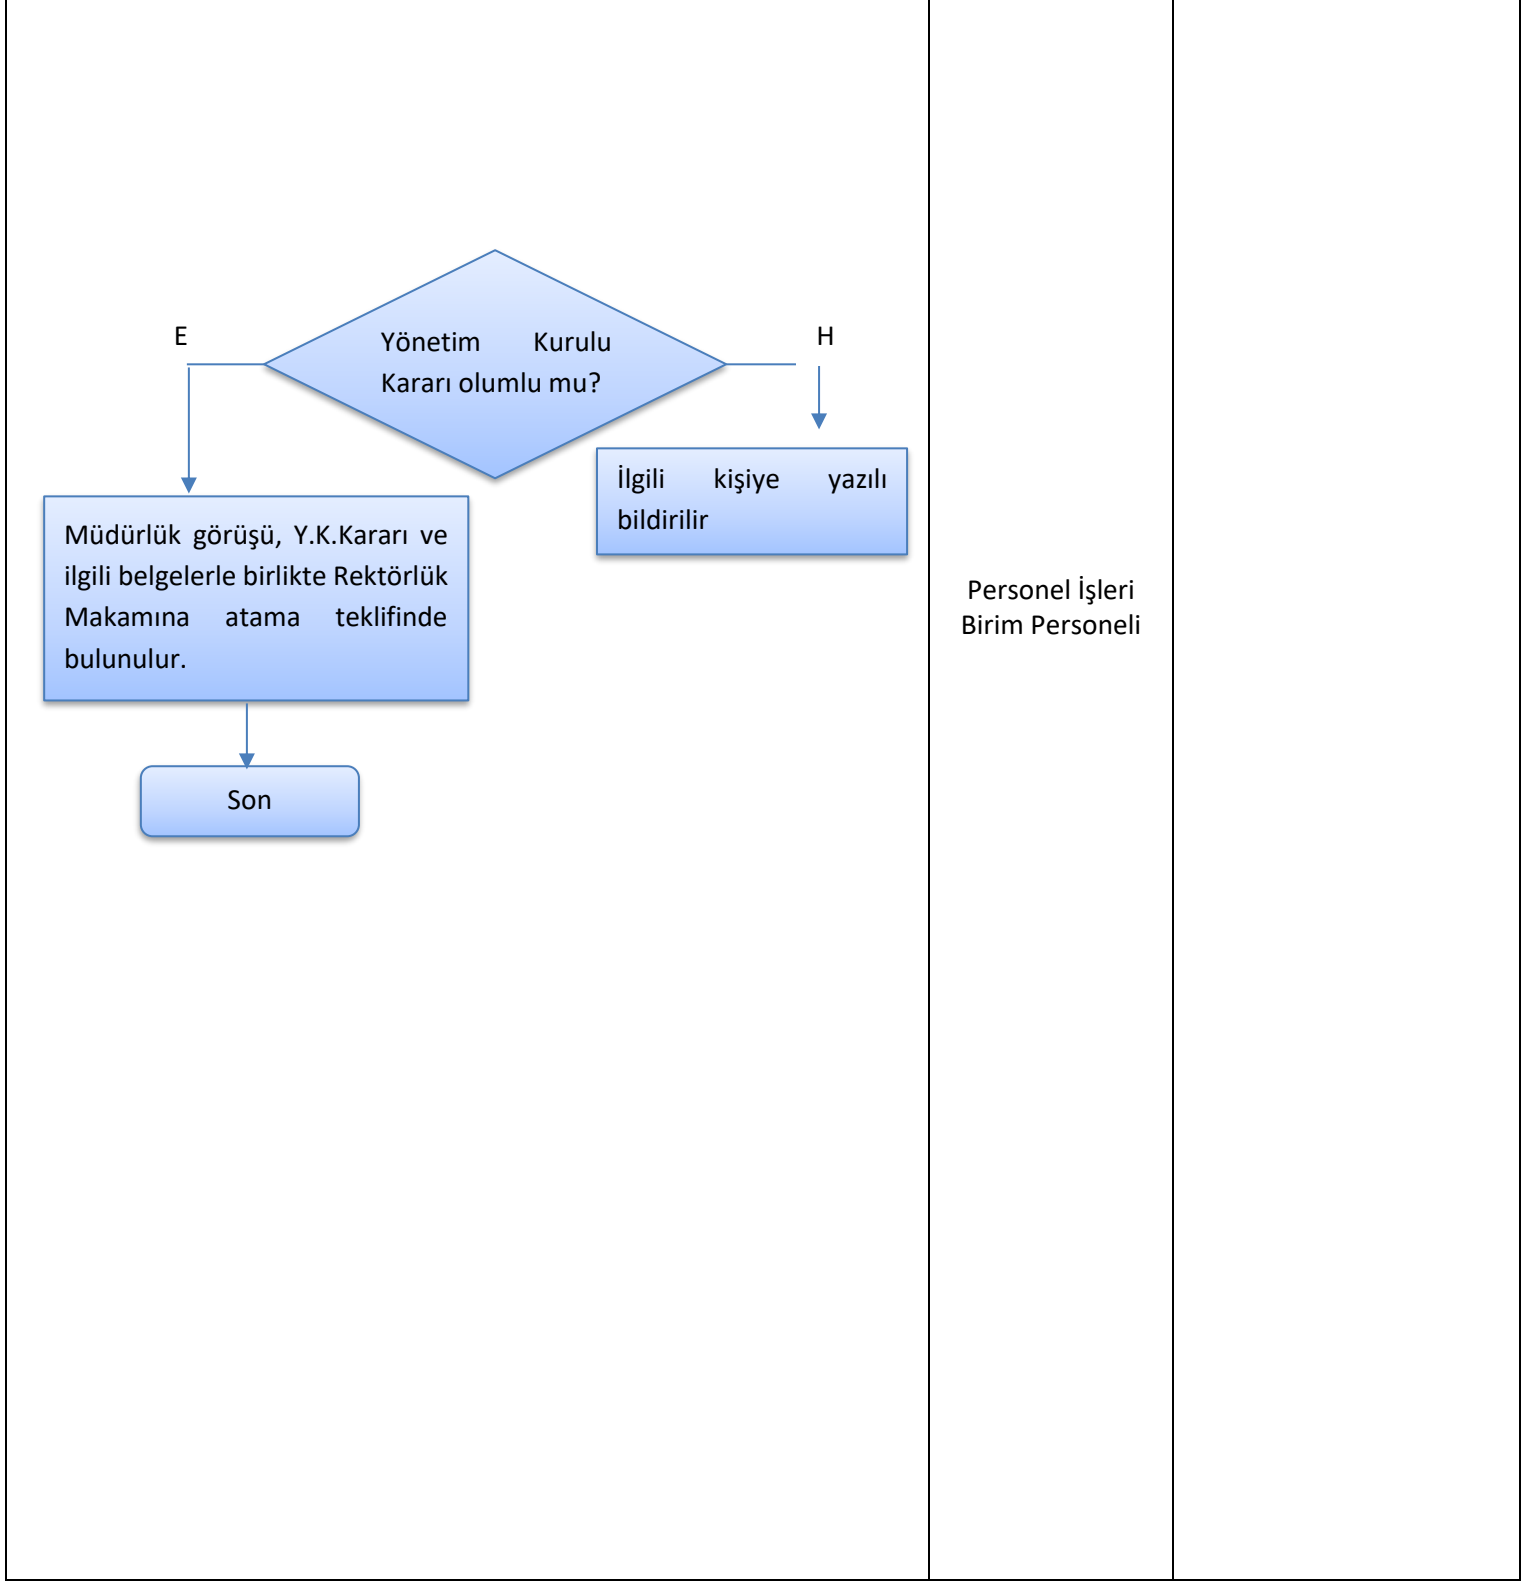 E
H
Yönetim Kurulu
Kararı olumlu mu?
İlgili kişiye yazılı
bildirilir
Müdürlük görüşü, Y.K.Kararı ve
ilgili belgelerle birlikte Rektörlük
Makamına atama teklifinde
bulunulur.
Son
Personel İşleri
Birim Personeli